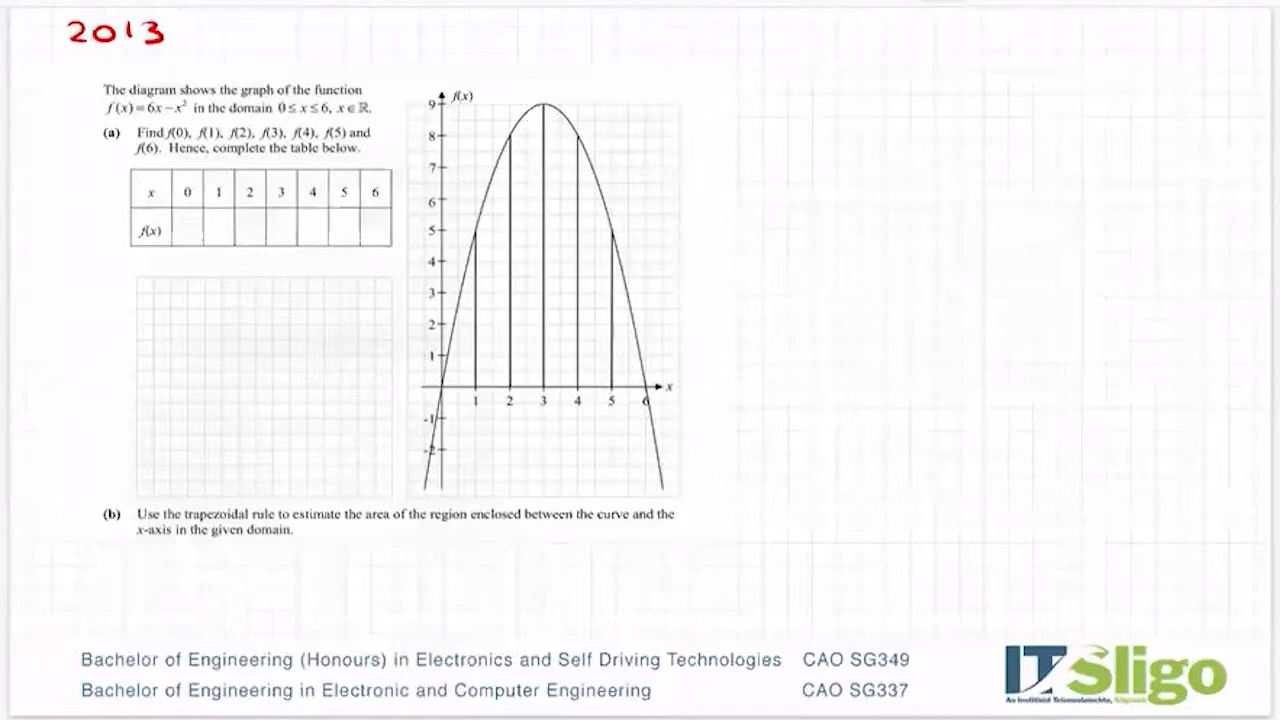 2013
The diagram shows the graph of the function
f(x)=6x−x² in the domain 0≤x≤6, x∈ℝ.
(a) Find f(0), f(1), f(2), f(3), f(4), f(5) and
f(6). Hence, complete the table below.
x 0 1 2 3 4 5 6
f(x)
f(x)
9
8
7
6
5
4
3
2
1
x
1 2 3 4 5 6
-1
-2
(b) Use the trapezoidal rule to estimate the area of the region enclosed between the curve and the
x-axis in the given domain.
Bachelor of Engineering (Honours) in Electronics and Self Driving Technologies CAO SG349
Bachelor of Engineering in Electronic and Computer Engineering CAO SG337
IT Sligo
An Institiúid Teicneolaíochta, Sligeach